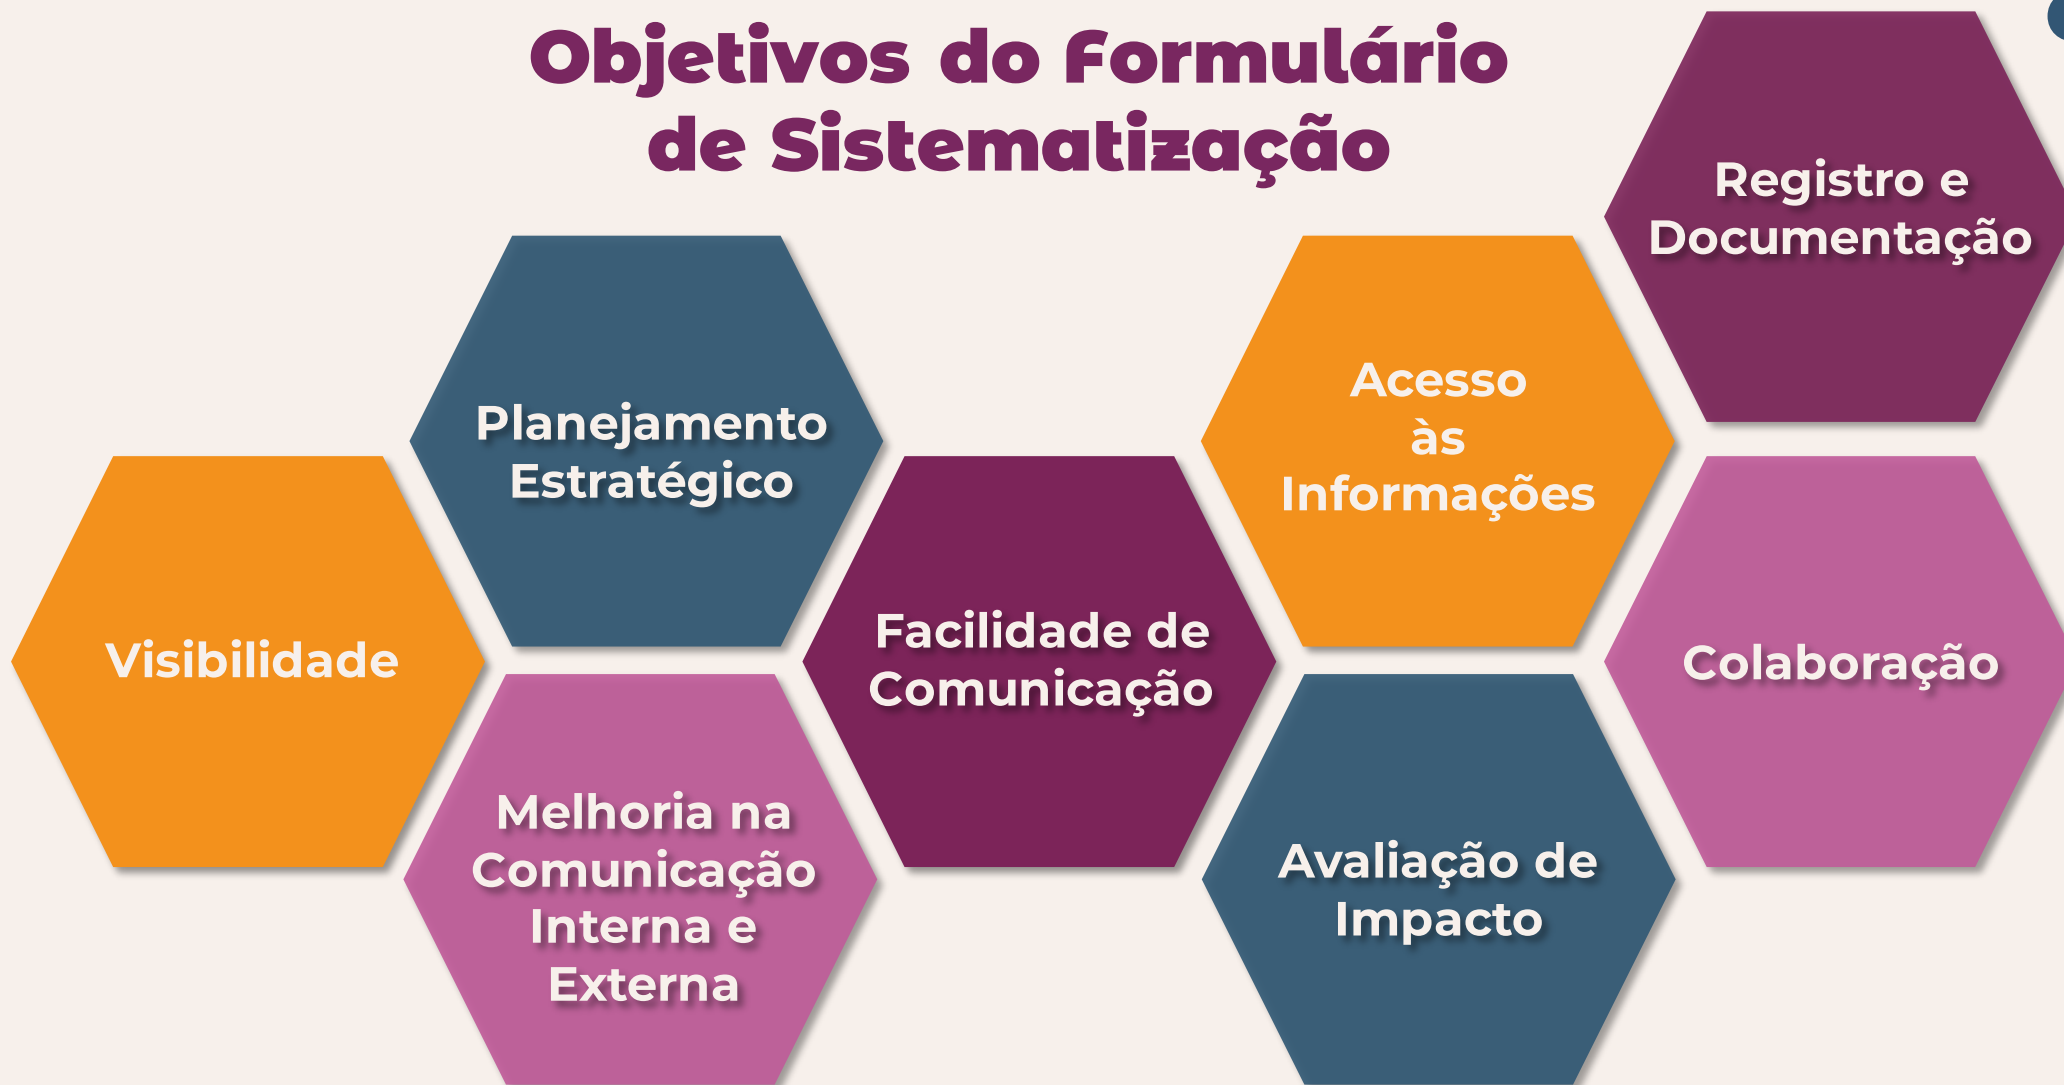 Objetivos do Formulário
de Sistematização
Registro e
Documentação
Planejamento
Estratégico
Acesso
às
Informações
Visibilidade
Facilidade de
Comunicação
Colaboração
Melhoria na
Comunicação
Interna e
Externa
Avaliação de
Impacto